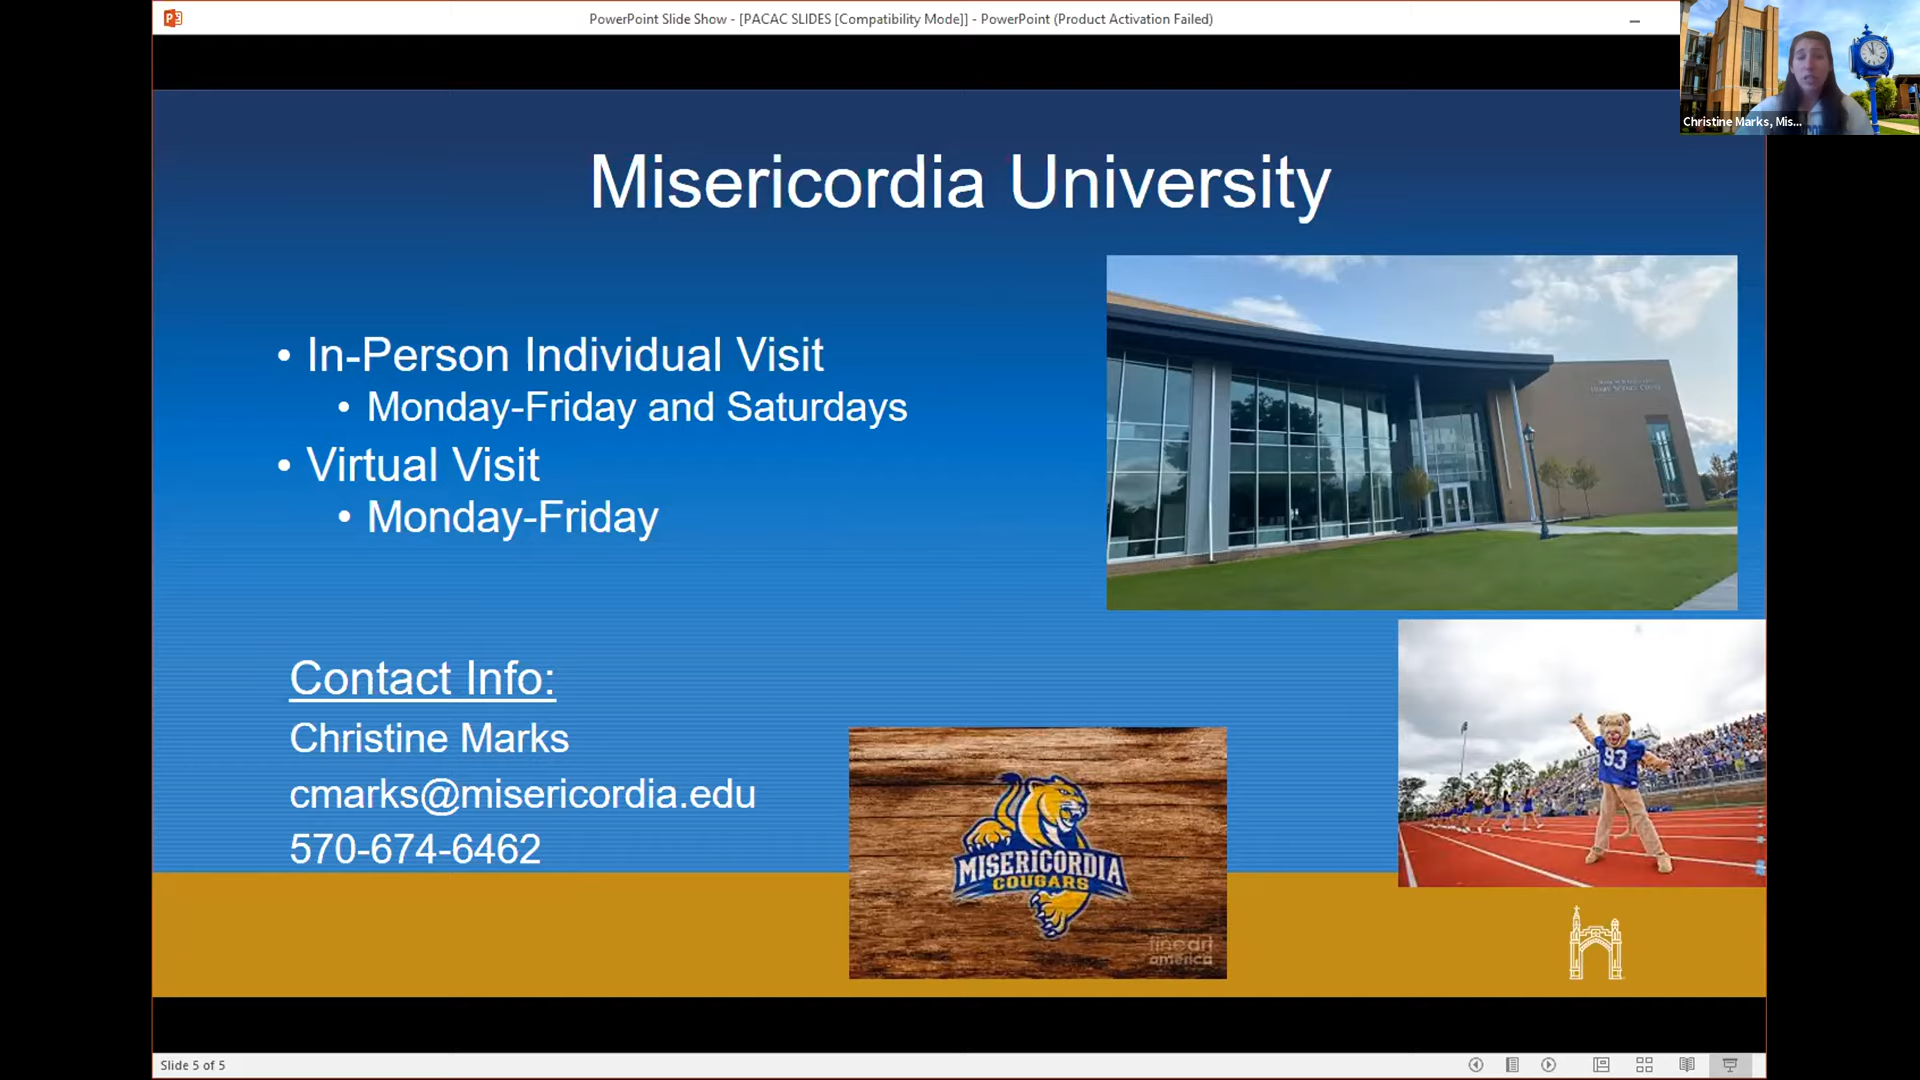 PowerPoint Slide Show - [PACAC SLIDES [Compatibility Mode]] - PowerPoint (Product Activation Failed)
Christine Marks, Mis...
Misericordia University
• In-Person Individual Visit
• Monday-Friday and Saturdays
• Virtual Visit
• Monday-Friday
Contact Info:
Christine Marks
cmarks@misericordia.edu
570-674-6462
MISERICORDIA
COUGARS
fine art
america
93
Slide 5 of 5